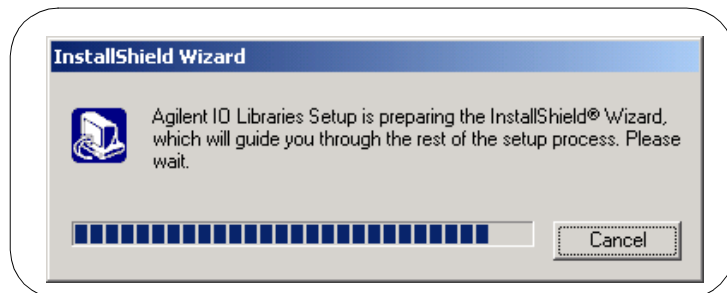 InstallShield Wizard
Agilent IO Libraries Setup is preparing the InstallShield® Wizard,
which will guide you through the rest of the setup process. Please
wait.
Cancel